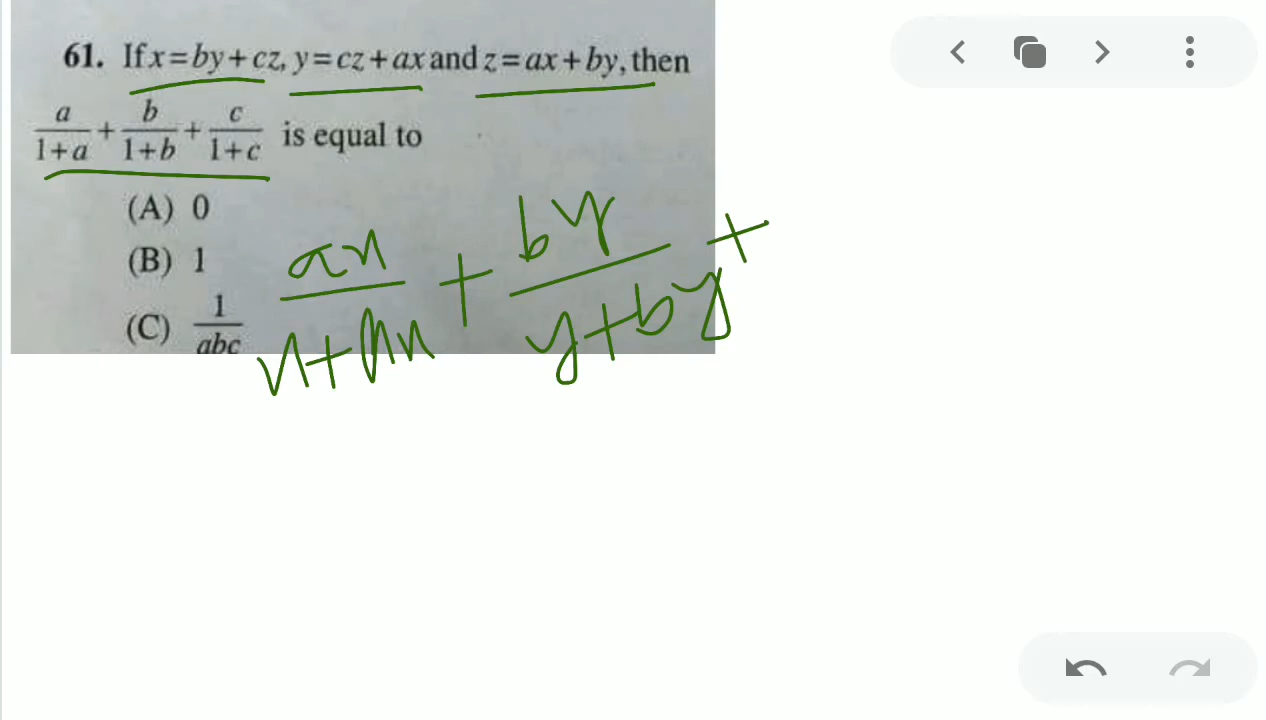 61. If x=by+cz, y=cz+ax and z=ax+by, then
a/1+a + b/1+b + c/1+c is equal to
(A) 0
(B) 1
(C) 1/abc
ax/x+ax + by/y+by +